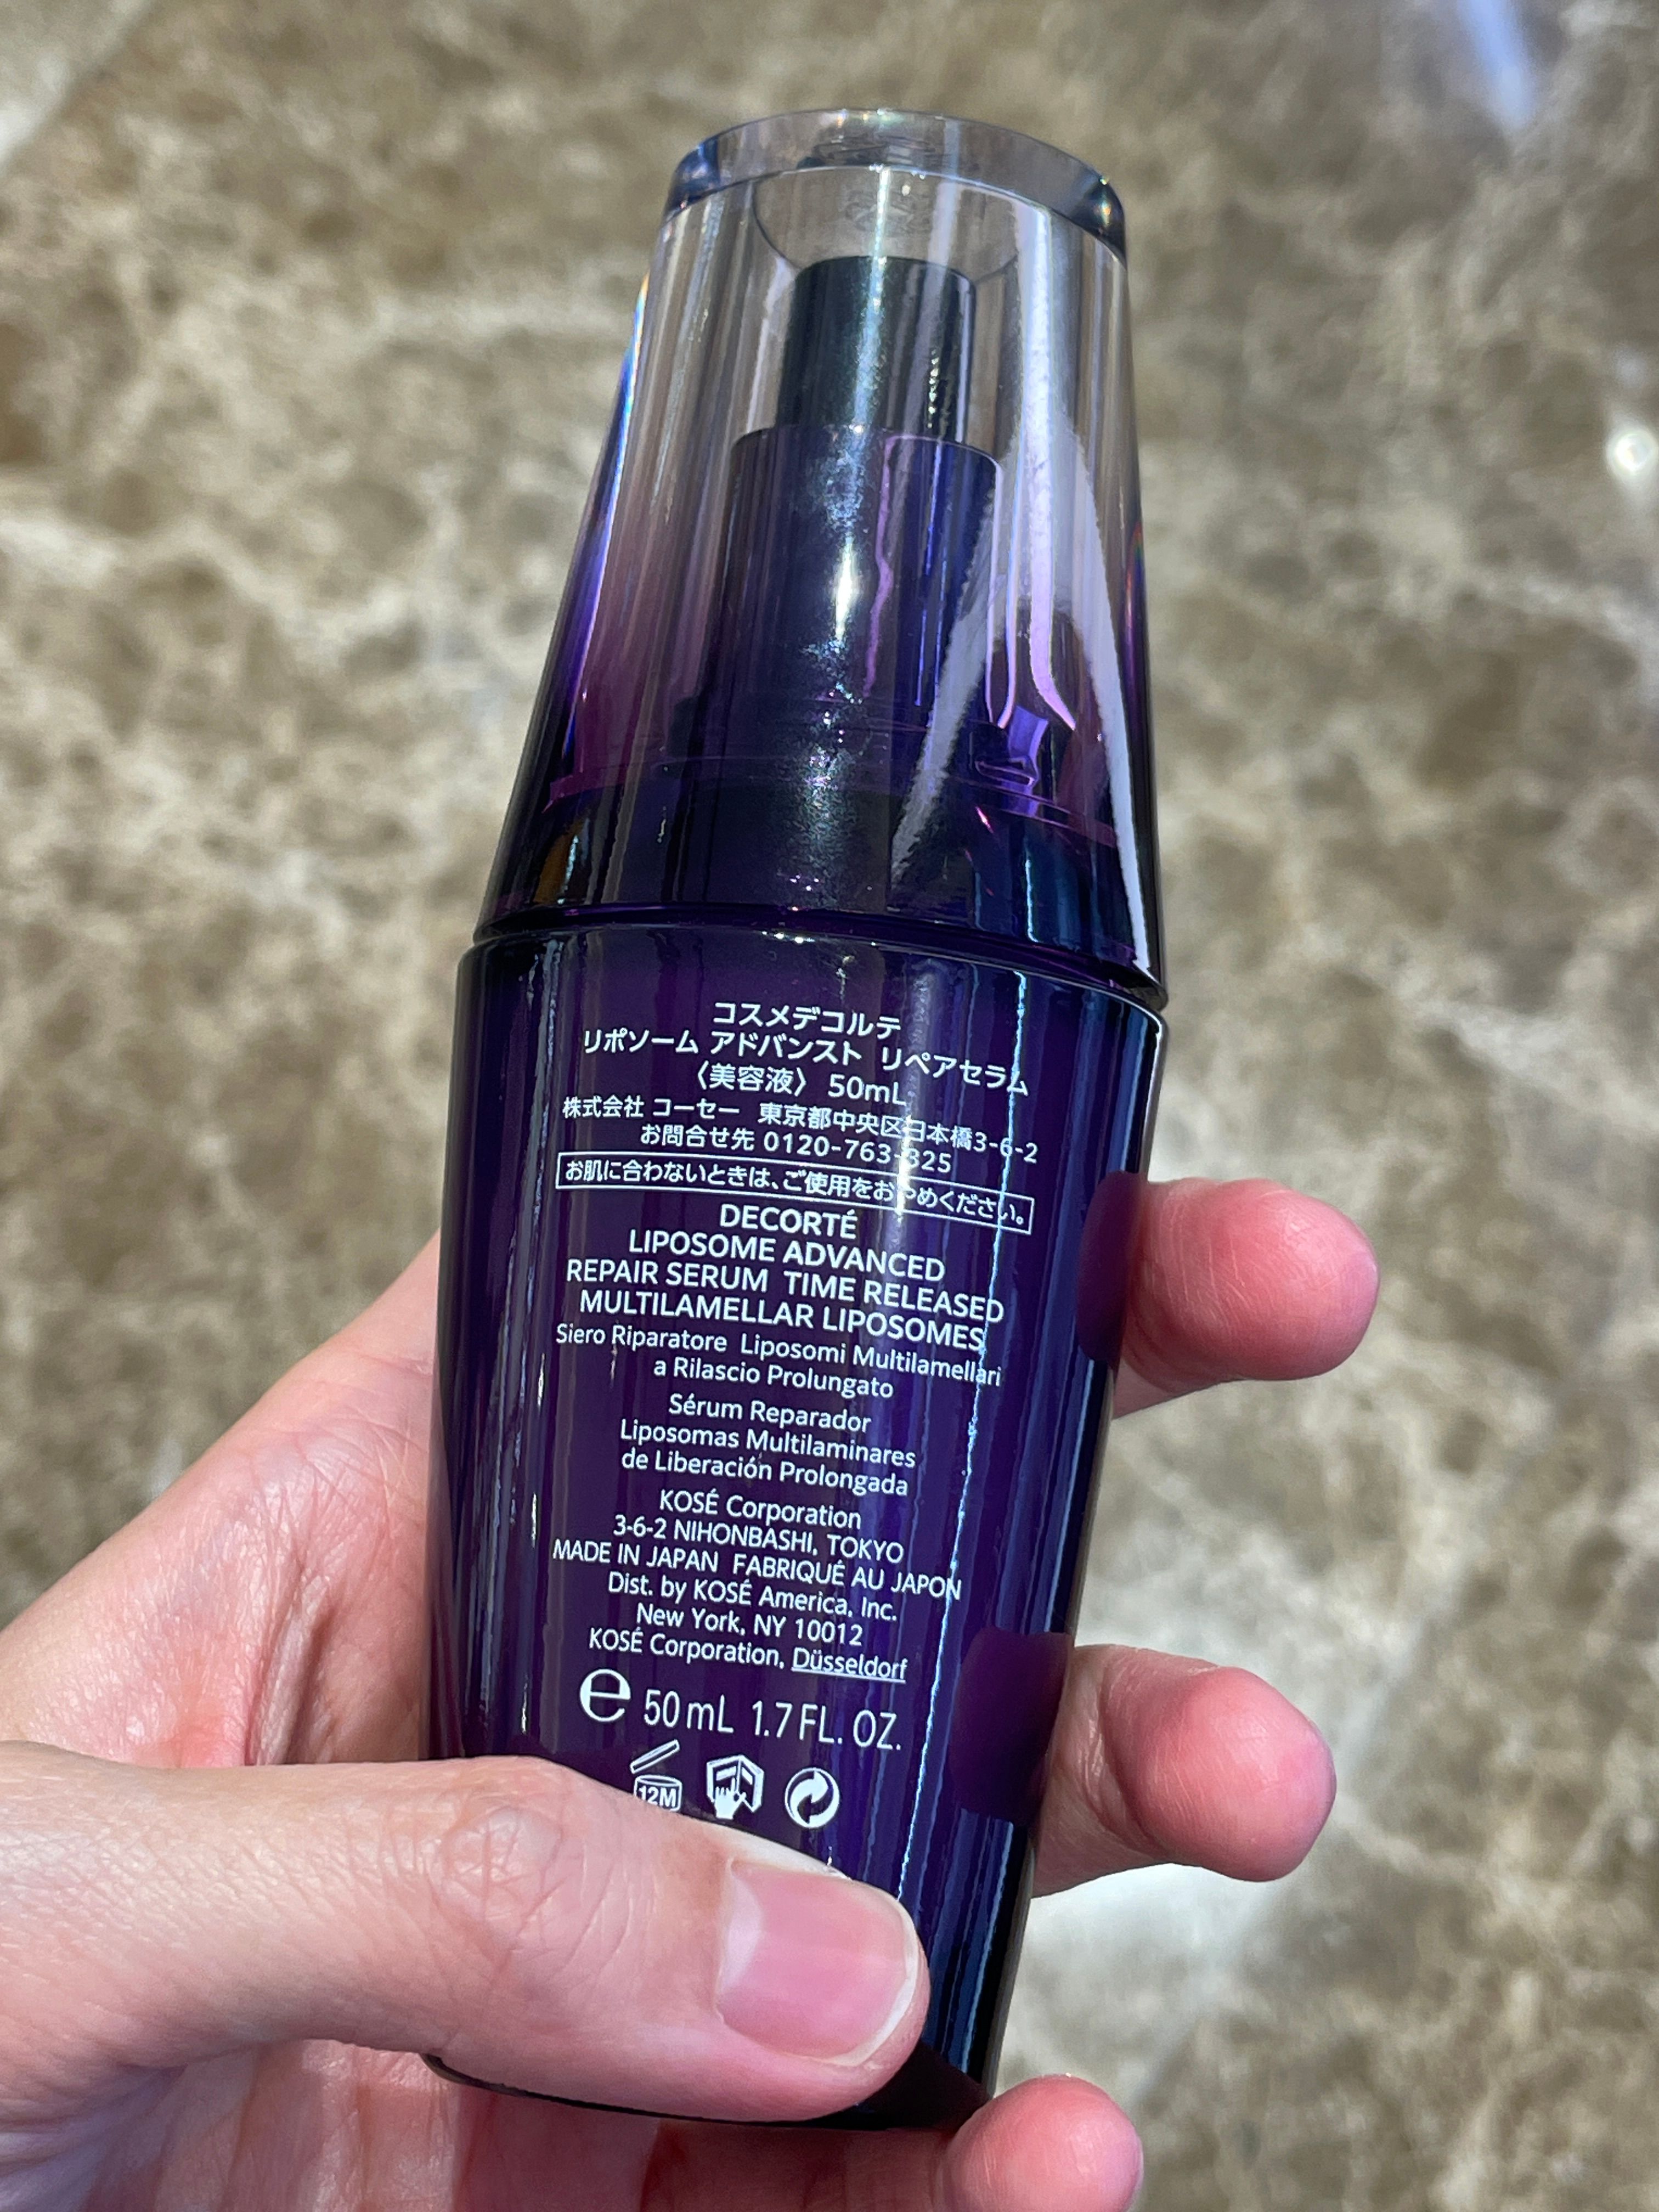 コスメデコルテ
リポソーム アドバンスト リペアセラム
〈美容液〉 50mL
株式会社 コーセー 東京都中央区日本橋3-6-2
お問合せ先 0120-763-325
お肌に合わないときは、ご使用をおやめください。
DECORTÉ
LIPOSOME ADVANCED
REPAIR SERUM TIME RELEASED
MULTILAMELLAR LIPOSOMES
Siero Riparatore Liposomi Multilamellari
a Rilascio Prolungato
Sérum Reparador
Liposomas Multilaminares
de Liberación Prolongada
KOSÉ Corporation
3-6-2 NIHONBASHI, TOKYO
MADE IN JAPAN FABRIQUÉ AU JAPON
Dist. by KOSÉ America, Inc.
New York, NY 10012
KOSÉ Corporation, Düsseldorf
℮ 50 mL 1.7 FL. OZ.
12M